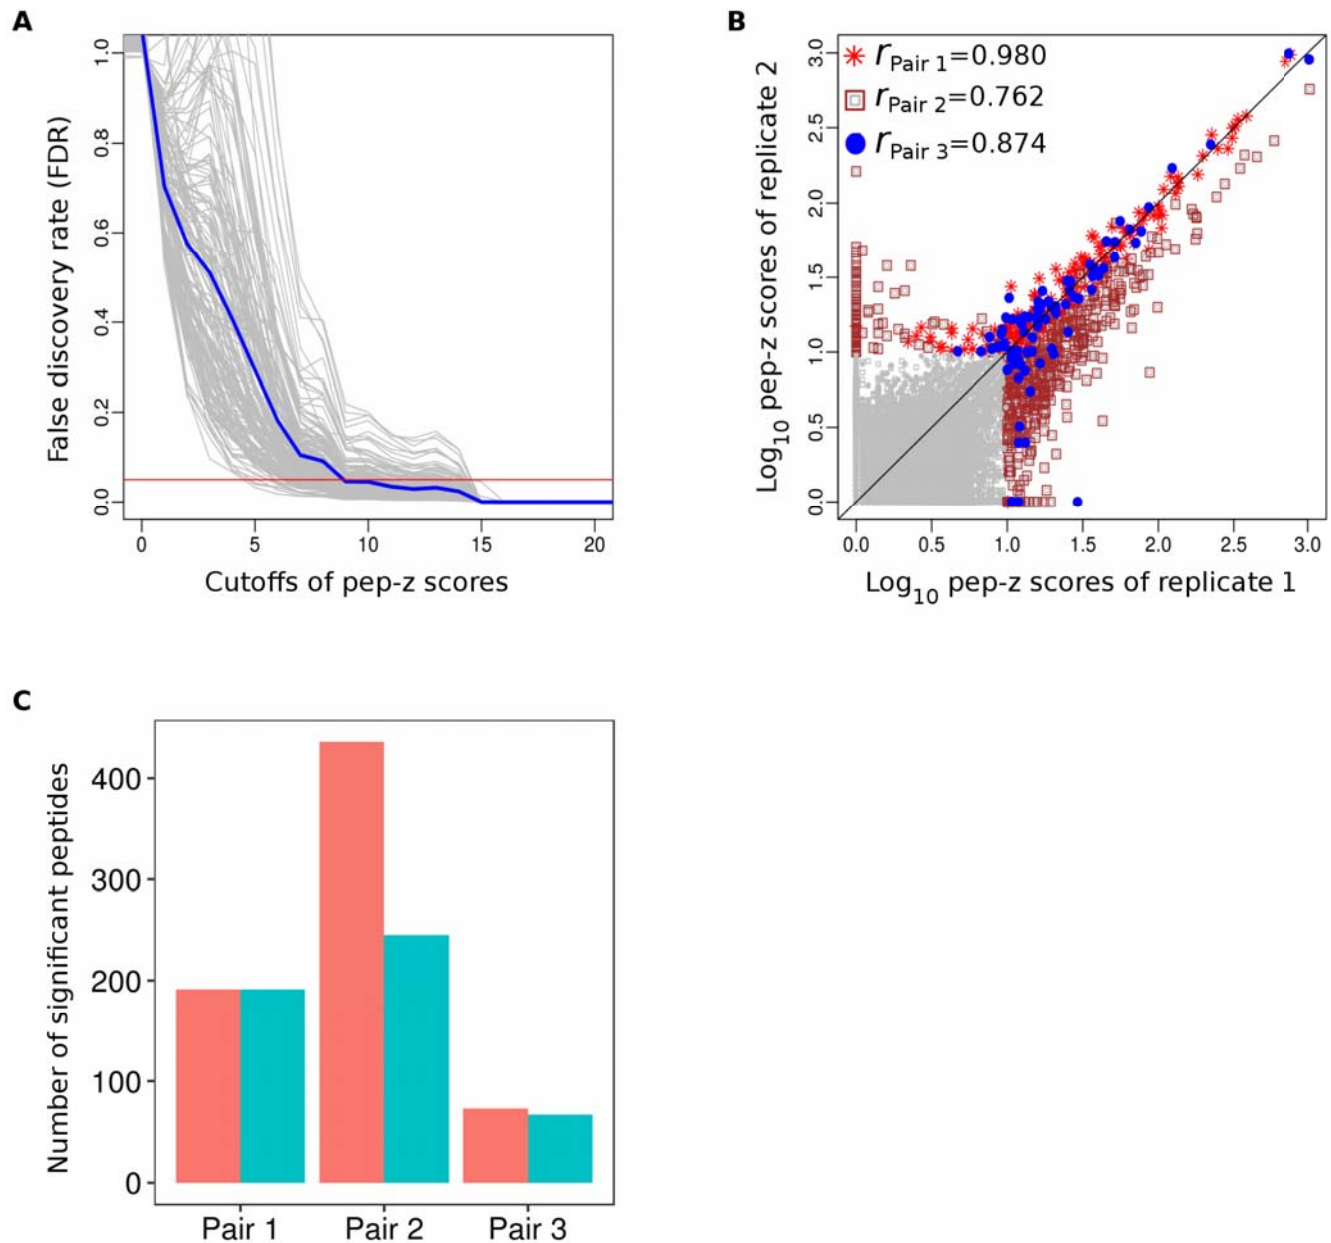 A
False discovery rate (FDR)
1.0
0.8
0.6
0.4
0.2
0.0
0 5 10 15 20
Cutoffs of pep-z scores
B
Log10 pep-z scores of replicate 2
3.0
2.5
2.0
1.5
1.0
0.5
0.0
r Pair 1=0.980
r Pair 2=0.762
r Pair 3=0.874
0.0 0.5 1.0 1.5 2.0 2.5 3.0
Log10 pep-z scores of replicate 1
C
Number of significant peptides
400
300
200
100
0
Pair 1 Pair 2 Pair 3